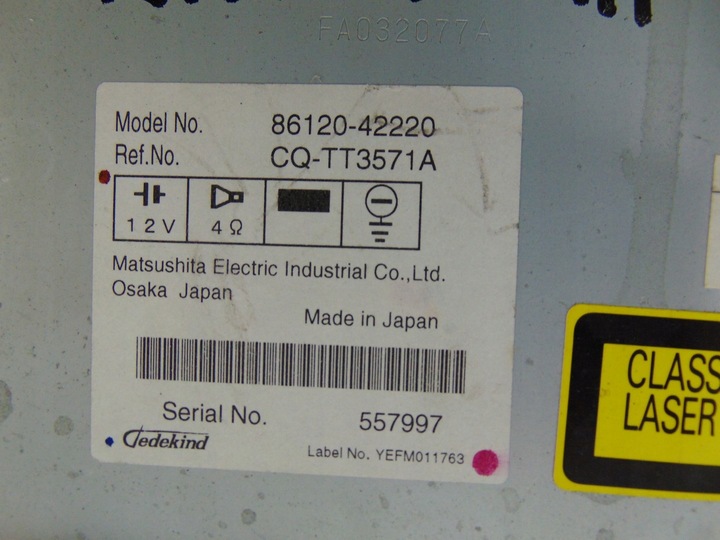 FA032077A
Model No. 86120-42220
Ref.No. CQ-TT3571A
12V 4Ω
Matsushita Electric Industrial Co.,Ltd.
Osaka Japan
Made in Japan
Serial No. 557997
Gedekind
Label No. YEFM011763
CLASS
LASER